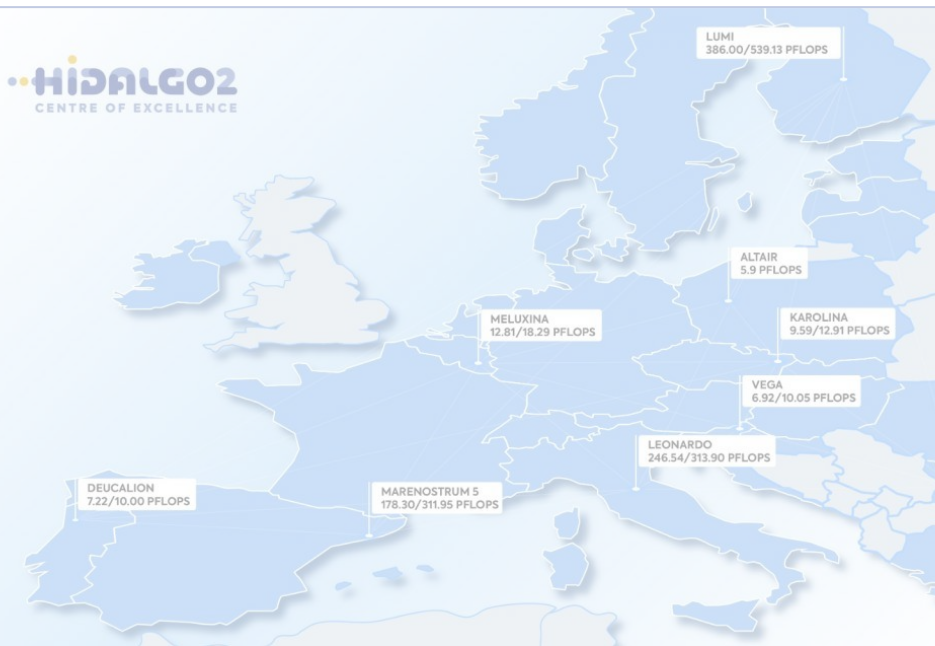 HiDALGO2
CENTRE OF EXCELLENCE
LUMI
386.00/539.13 PFLOPS
ALTAIR
5.9 PFLOPS
MELUXINA
12.81/18.29 PFLOPS
KAROLINA
9.59/12.91 PFLOPS
VEGA
6.92/10.05 PFLOPS
LEONARDO
246.54/313.90 PFLOPS
DEUCALION
7.22/10.00 PFLOPS
MARENOSTRUM 5
178.30/311.95 PFLOPS